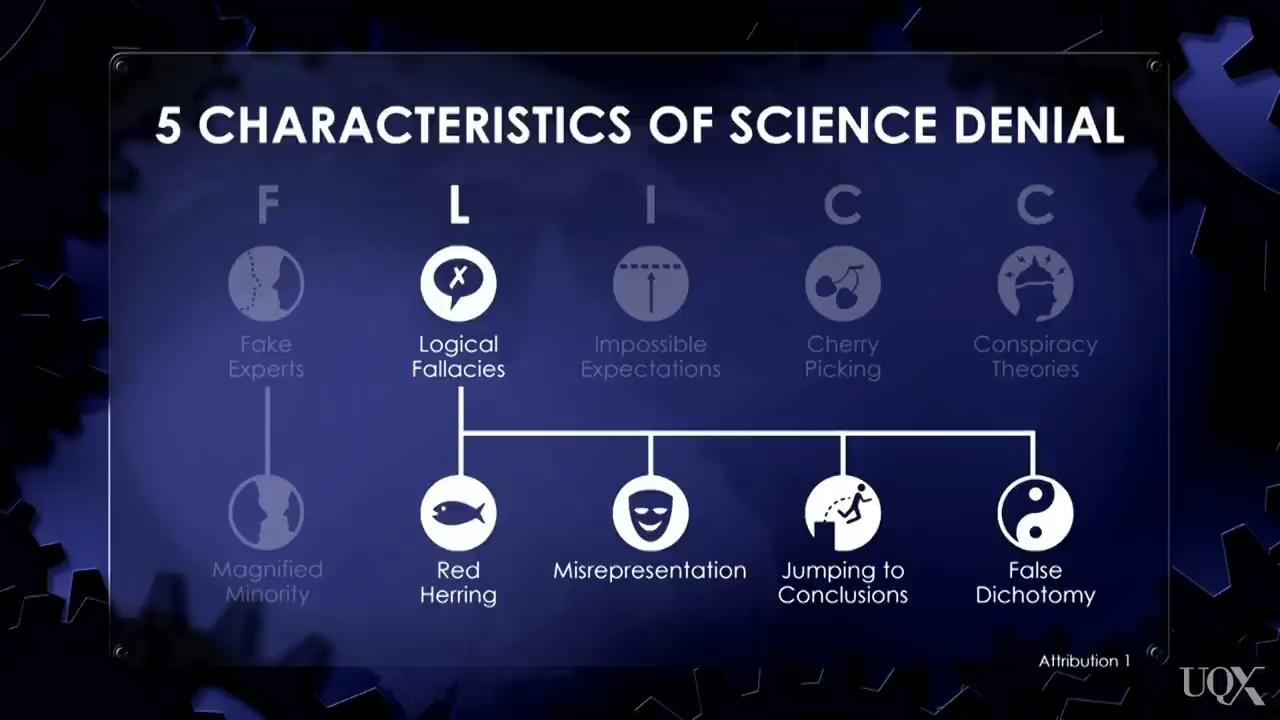 5 CHARACTERISTICS OF SCIENCE DENIAL
F L I C C
Fake Experts
Logical Fallacies
Impossible Expectations
Cherry Picking
Conspiracy Theories
Magnified Minority
Red Herring
Misrepresentation
Jumping to Conclusions
False Dichotomy
Attribution 1
UQX